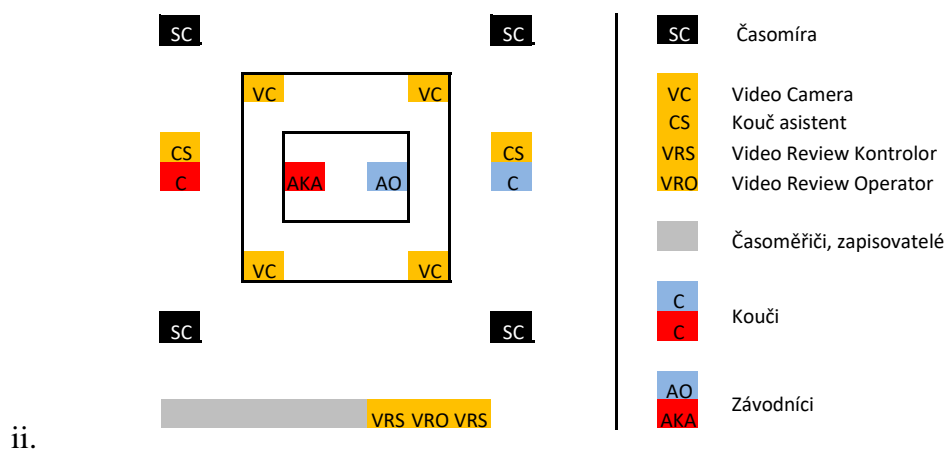 SC SC SC Časomíra
VC VC VC Video Camera
CS Kouč asistent
CS CS VRS Video Review Kontrolor
C AKA AO C VRO Video Review Operator
Časoměřiči, zapisovatelé
VC VC
C
Kouči
SC SC C
AO
Závodníci
VRS VRO VRS AKA
ii.